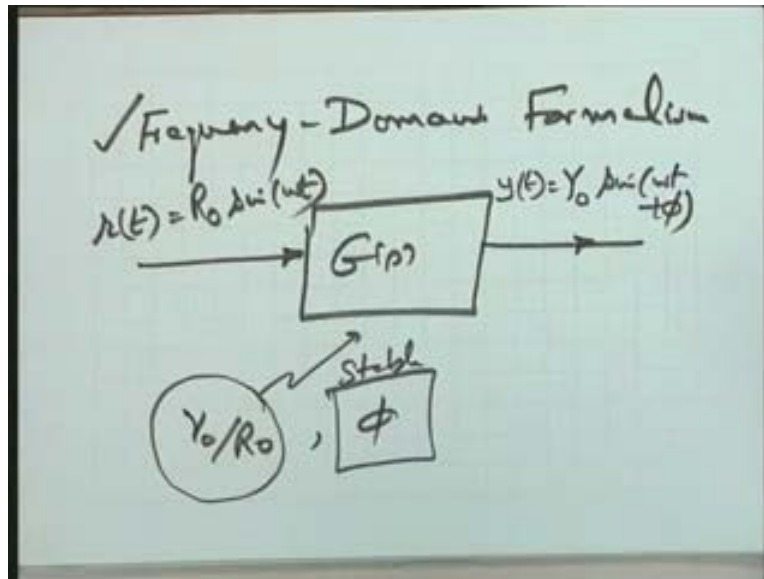 ✓ Frequency-Domain Formalism
r(t) = R₀ sin(ωt)
y(t) = Y₀ sin(ωt
+φ)
G(s)
Stable
Y₀/R₀ , φ